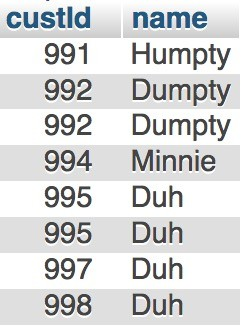 custId name
991 Humpty
992 Dumpty
992 Dumpty
994 Minnie
995 Duh
995 Duh
997 Duh
998 Duh